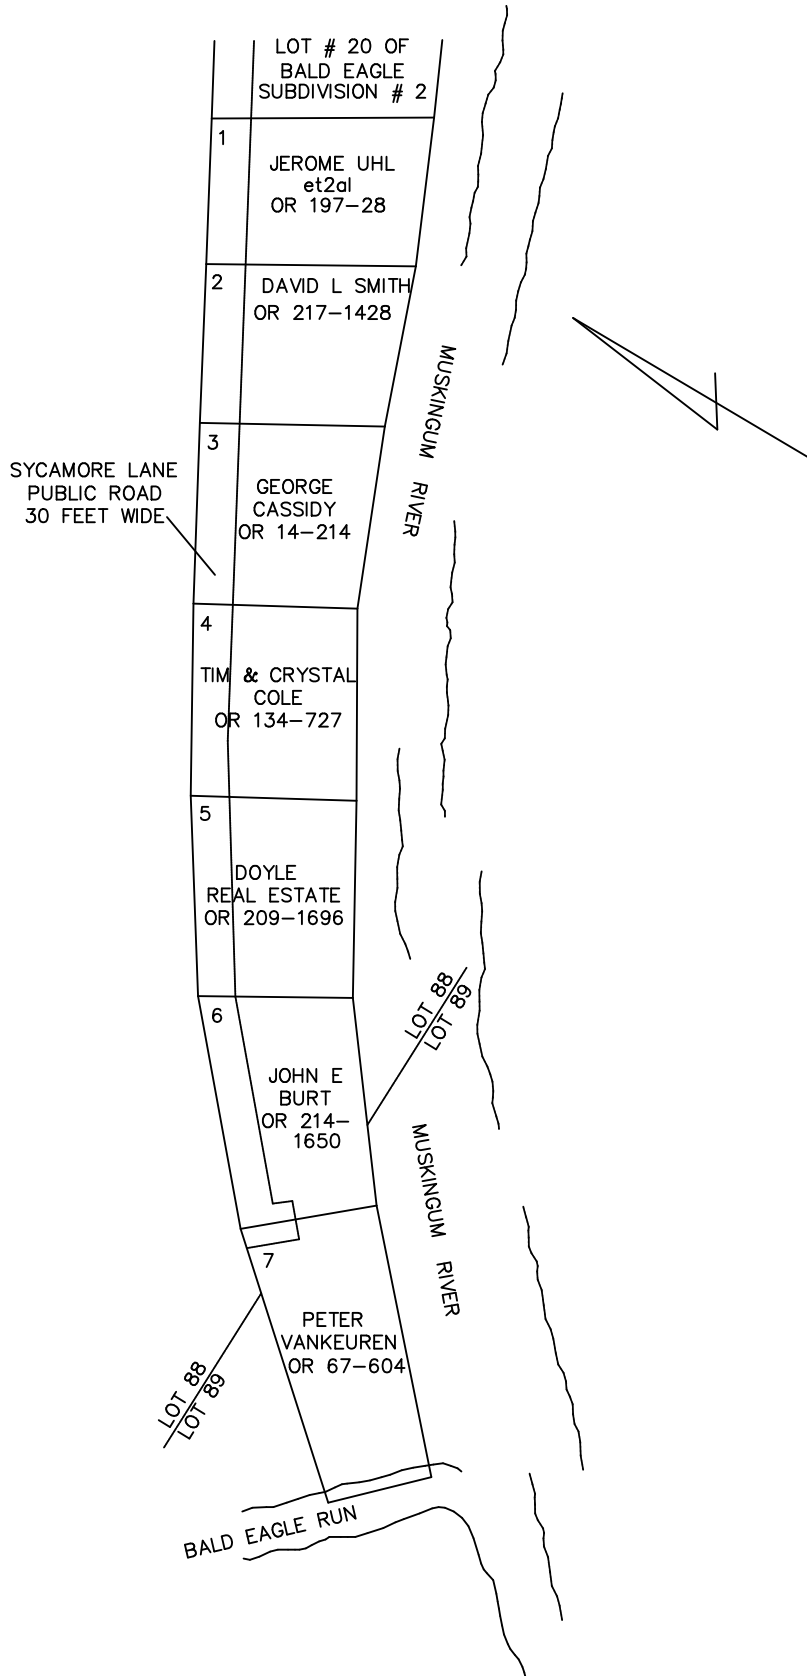 LOT # 20 OF
BALD EAGLE
SUBDIVISION # 2
1
JEROME UHL
et2al
OR 197-28
2
DAVID L SMITH
OR 217-1428
MUSKINGUM RIVER
3
SYCAMORE LANE
PUBLIC ROAD
30 FEET WIDE
GEORGE
CASSIDY
OR 14-214
4
TIM & CRYSTAL
COLE
OR 134-727
5
DOYLE
REAL ESTATE
OR 209-1696
LOT 88
LOT 89
6
JOHN E
BURT
OR 214-
1650
MUSKINGUM RIVER
7
PETER
VANKEUREN
OR 67-604
LOT 88
LOT 89
BALD EAGLE RUN